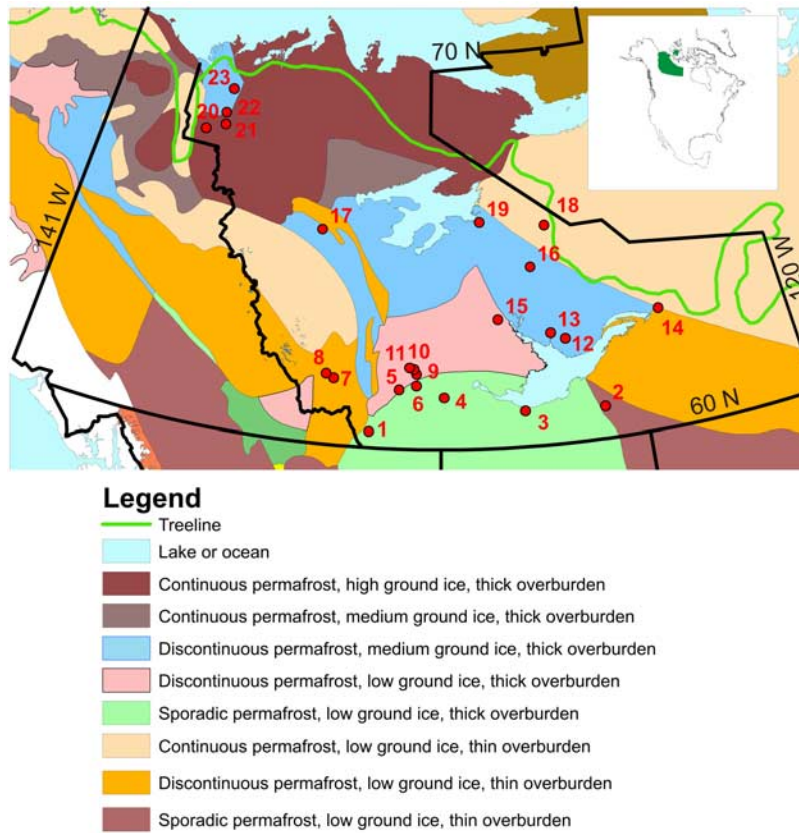 70 N
23
22
20
21
141 W
17
19
18
120 W
16
15
13
14
12
8
11 10
7
5
9
2
6
4
60 N
3
1
Legend
Treeline
Lake or ocean
Continuous permafrost, high ground ice, thick overburden
Continuous permafrost, medium ground ice, thick overburden
Discontinuous permafrost, medium ground ice, thick overburden
Discontinuous permafrost, low ground ice, thick overburden
Sporadic permafrost, low ground ice, thick overburden
Continuous permafrost, low ground ice, thin overburden
Discontinuous permafrost, low ground ice, thin overburden
Sporadic permafrost, low ground ice, thin overburden